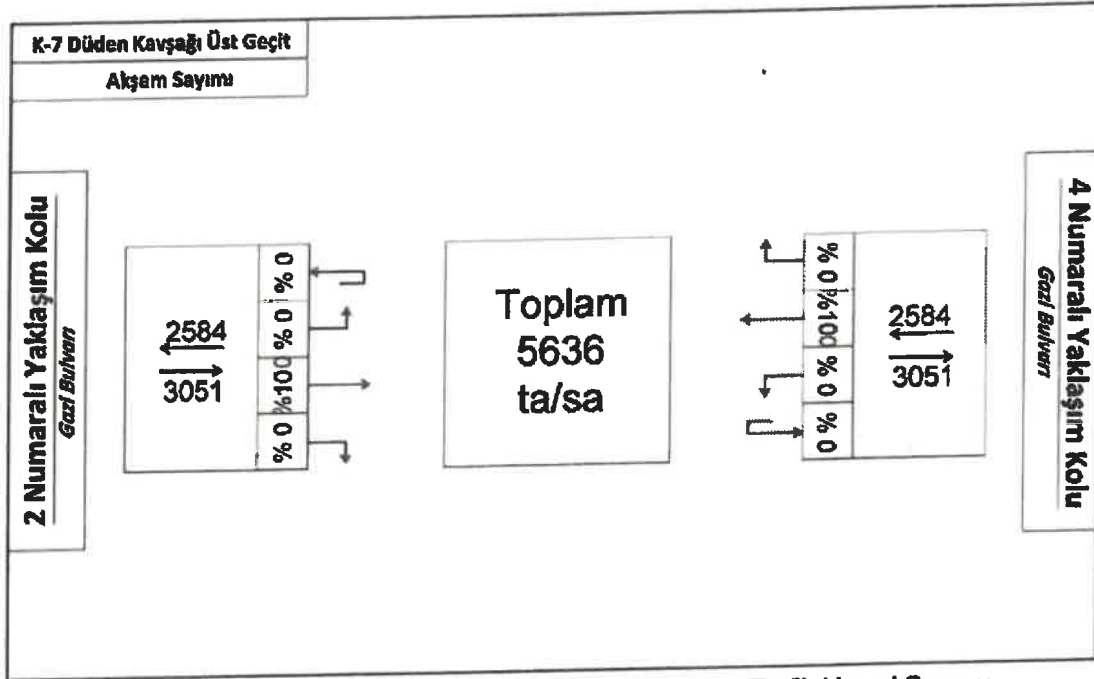 K-7 Düden Kavşağı Üst Geçit
Akşam Sayımı
2 Numaralı Yaklaşım Kolu
Gazi Bulvarı
2584
3051
% 0
% 0
%100
% 0
Toplam
5636
ta/sa
% 0
%100
% 0
% 0
2584
3051
4 Numaralı Yaklaşım Kolu
Gazi Bulvarı